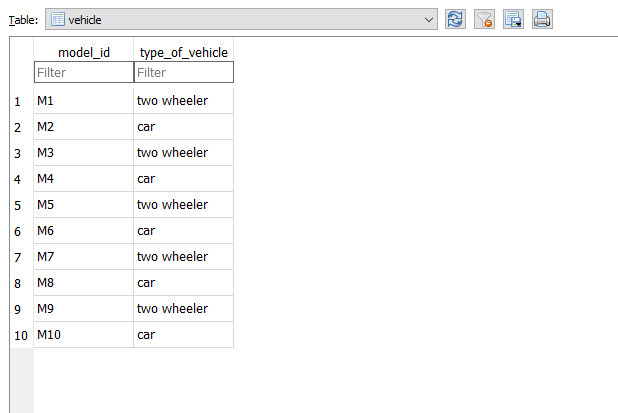 Table: vehicle
model_id type_of_vehicle
Filter Filter
1 M1 two wheeler
2 M2 car
3 M3 two wheeler
4 M4 car
5 M5 two wheeler
6 M6 car
7 M7 two wheeler
8 M8 car
9 M9 two wheeler
10 M10 car